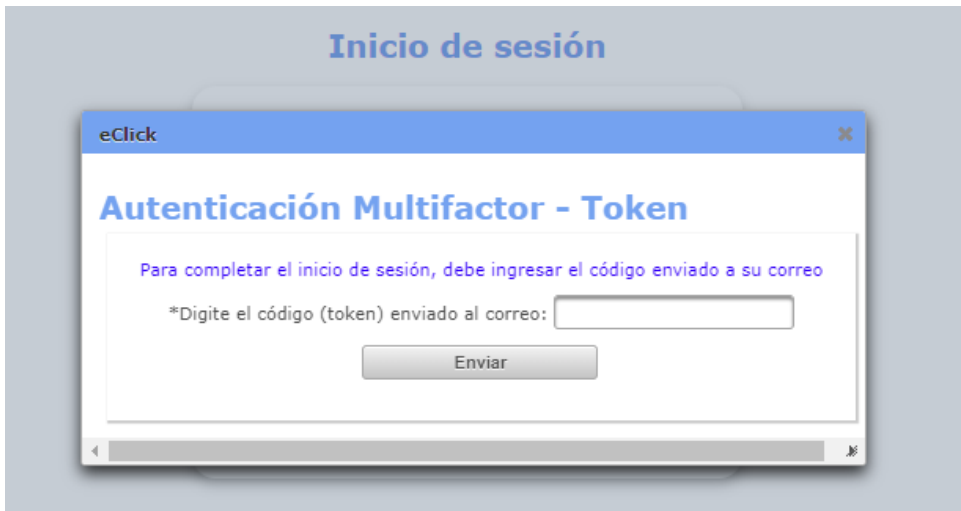 Inicio de sesión
eClick
Autenticación Multifactor - Token
Para completar el inicio de sesión, debe ingresar el código enviado a su correo
*Digite el código (token) enviado al correo:
Enviar